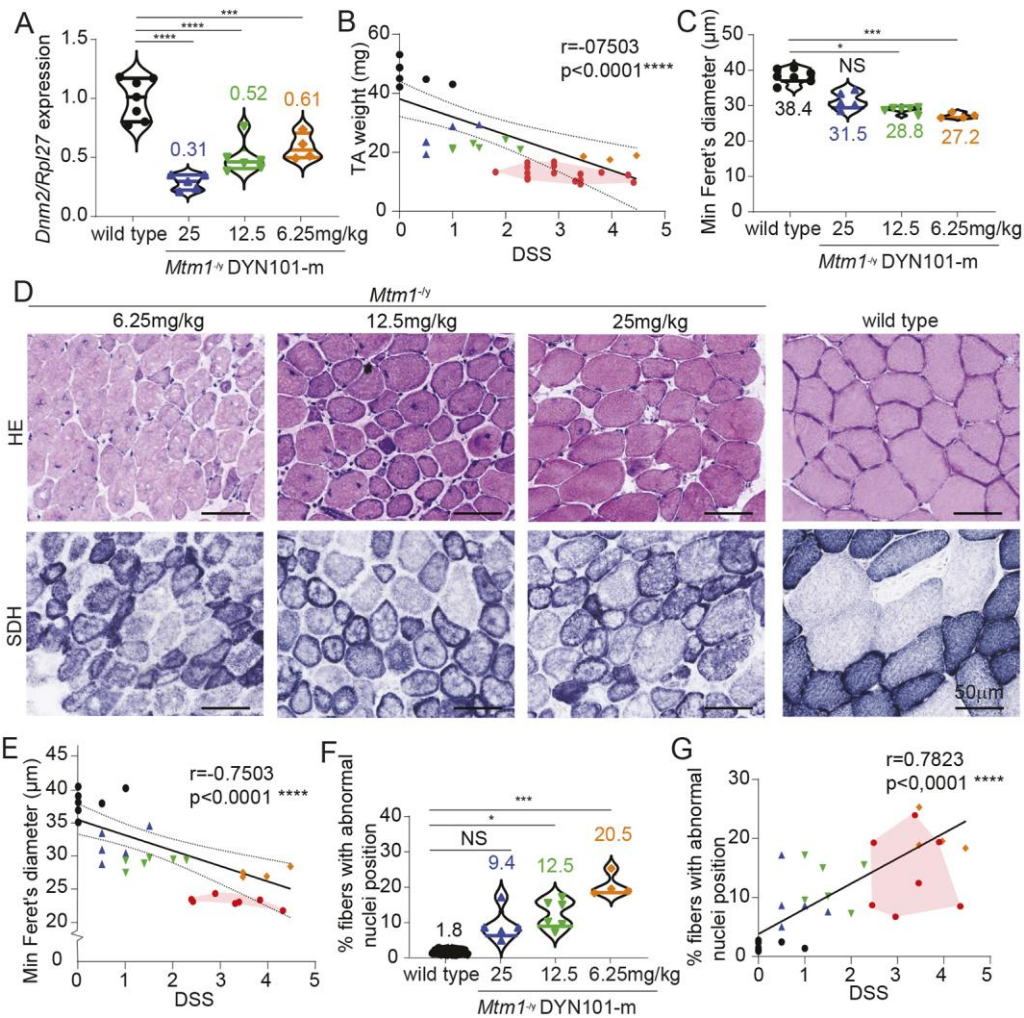 A
***
****
****
Dnm2/Rpl27 expression
1.5
1.0
0.5
0.0
0.31
0.52
0.61
wild type
25
12.5
6.25mg/kg
Mtm1-/y DYN101-m
B
r=-07503
p<0.0001****
TA weight (mg)
60
40
20
0
0 1 2 3 4 5
DSS
C
***
*
NS
Min Feret's diameter (µm)
50
40
30
20
10
0
38.4
31.5
28.8
27.2
wild type
25
12.5
6.25mg/kg
Mtm1-/y DYN101-m
D
Mtm1-/y
6.25mg/kg
12.5mg/kg
25mg/kg
wild type
HE
SDH
50µm
E
r=-0.7503
p<0.0001 ****
Min Feret's diameter (µm)
45
40
35
30
25
20
0
0 1 2 3 4 5
DSS
F
***
*
NS
% fibers with abnormal
nuclei position
40
30
20
10
0
1.8
9.4
12.5
20.5
wild type
25
12.5
6.25mg/kg
Mtm1-/y DYN101-m
G
r=0.7823
p<0,0001 ****
% fibers with abnormal
nuclei position
30
20
10
0
0 1 2 3 4 5
DSS